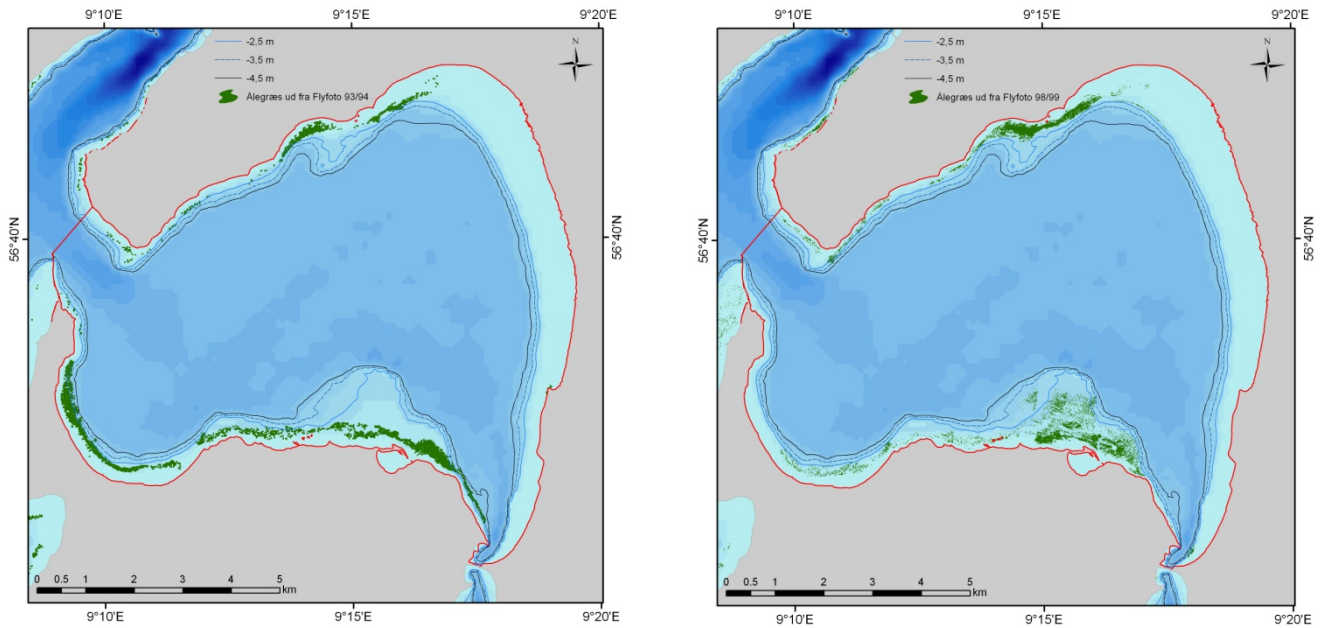 9°10'E 9°15'E 9°20'E
-2,5 m
-3,5 m
-4,5 m
Ålegræs ud fra Flyfoto 93/94
N
56°40'N
56°40'N
0 0.5 1 2 3 4 5
km
9°10'E 9°15'E 9°20'E
9°10'E 9°15'E 9°20'E
-2,5 m
-3,5 m
-4,5 m
Ålegræs ud fra Flyfoto 98/99
N
56°40'N
56°40'N
0 0.5 1 2 3 4 5
km
9°10'E 9°15'E 9°20'E